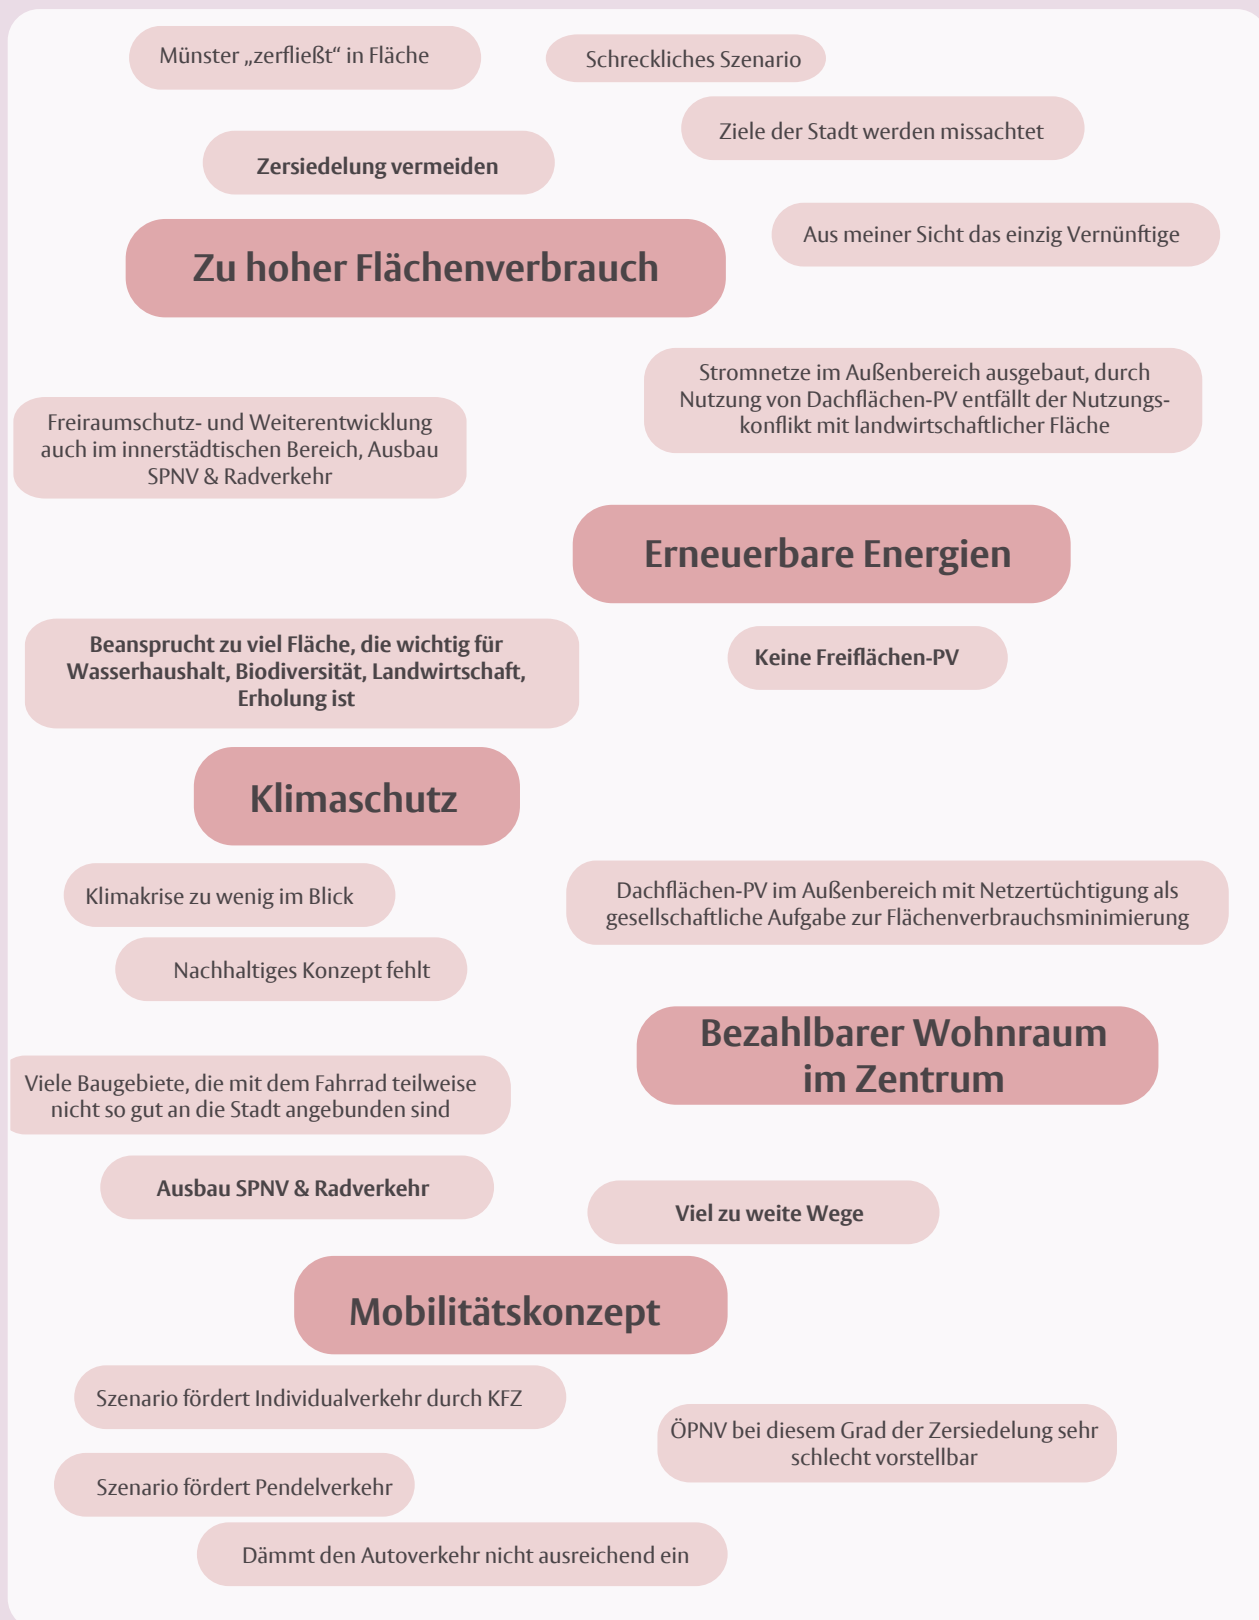 Münster „zerfließt“ in Fläche
Schreckliches Szenario
Ziele der Stadt werden missachtet
Zersiedelung vermeiden
Aus meiner Sicht das einzig Vernünftige
Zu hoher Flächenverbrauch
Stromnetze im Außenbereich ausgebaut, durch
Nutzung von Dachflächen-PV entfällt der Nutzungs-
konflikt mit landwirtschaftlicher Fläche
Freiraumschutz- und Weiterentwicklung
auch im innerstädtischen Bereich, Ausbau
SPNV & Radverkehr
Erneuerbare Energien
Beansprucht zu viel Fläche, die wichtig für
Wasserhaushalt, Biodiversität, Landwirtschaft,
Erholung ist
Keine Freiflächen-PV
Klimaschutz
Klimakrise zu wenig im Blick
Dachflächen-PV im Außenbereich mit Netzertüchtigung als
gesellschaftliche Aufgabe zur Flächenverbrauchsminimierung
Nachhaltiges Konzept fehlt
Bezahlbarer Wohnraum
im Zentrum
Viele Baugebiete, die mit dem Fahrrad teilweise
nicht so gut an die Stadt angebunden sind
Ausbau SPNV & Radverkehr
Viel zu weite Wege
Mobilitätskonzept
Szenario fördert Individualverkehr durch KFZ
ÖPNV bei diesem Grad der Zersiedelung sehr
schlecht vorstellbar
Szenario fördert Pendelverkehr
Dämmt den Autoverkehr nicht ausreichend ein